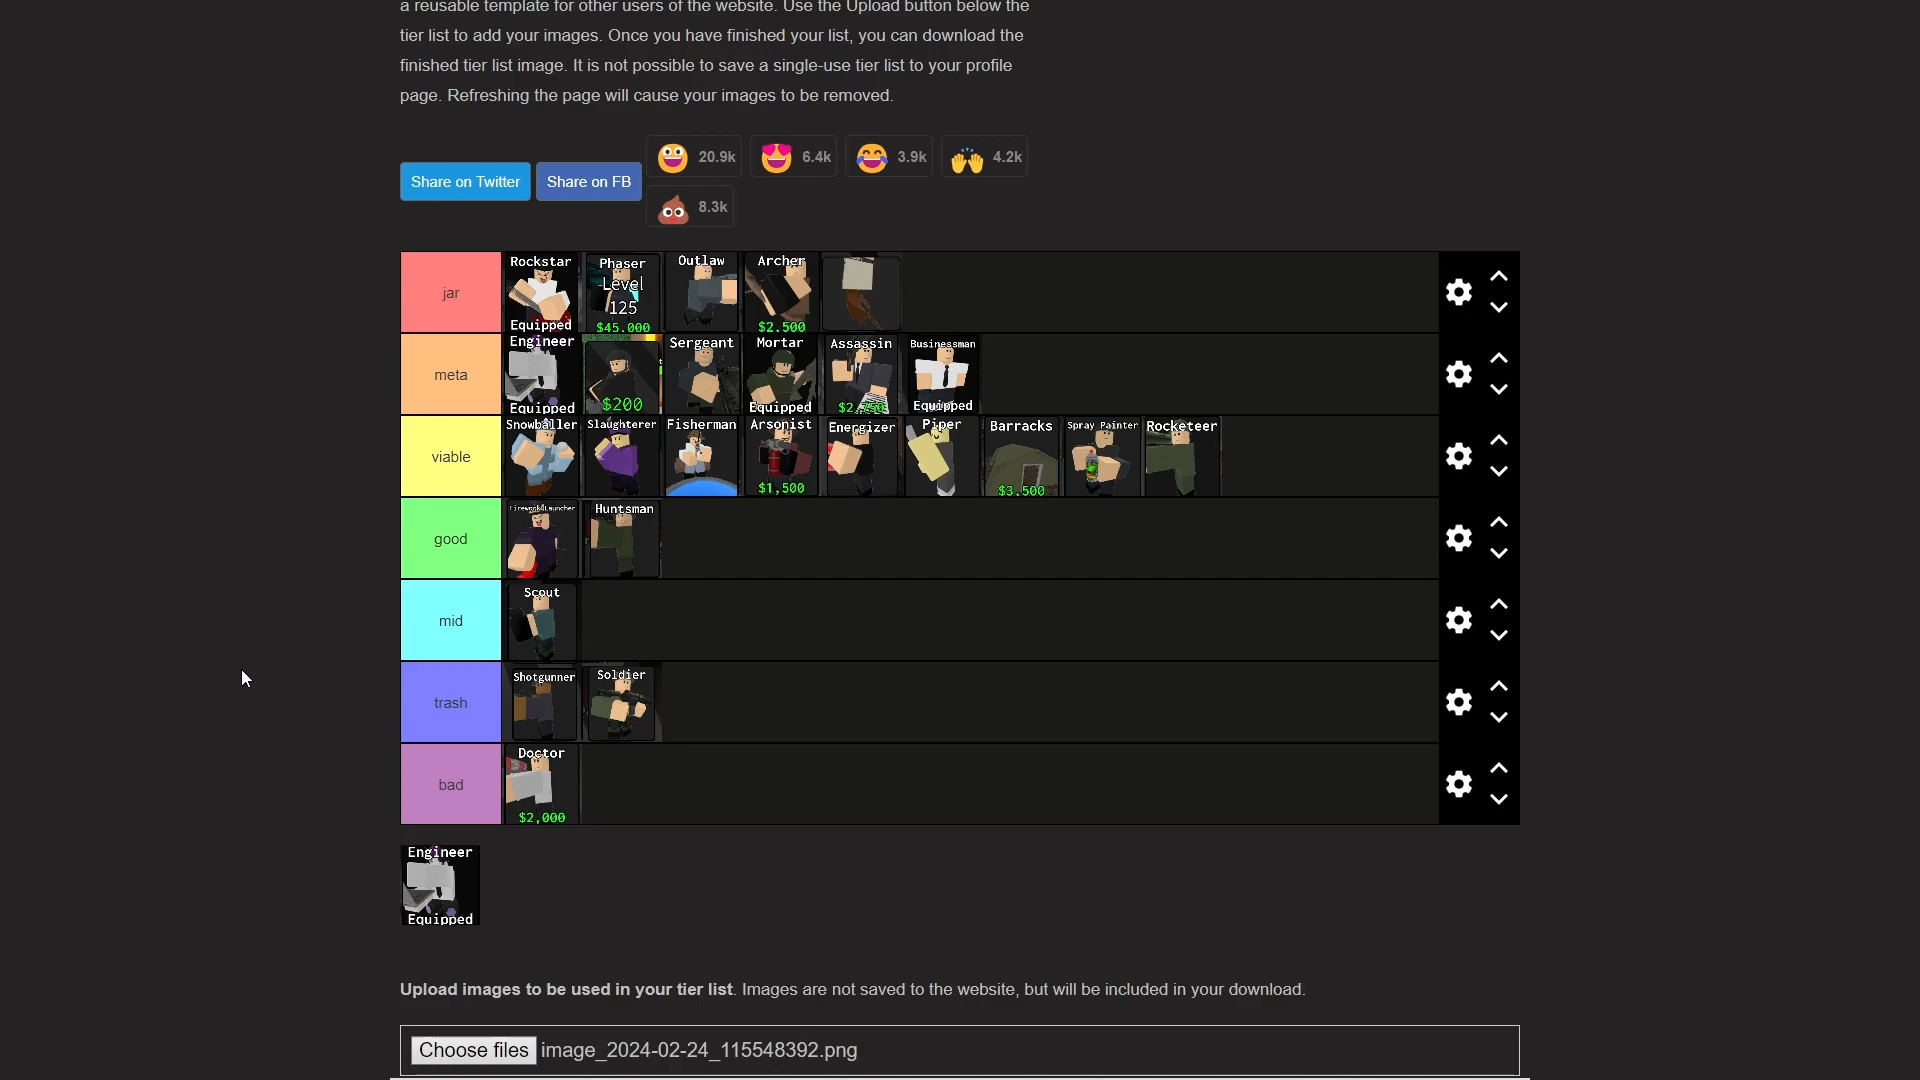 a reusable template for other users of the website. Use the Upload button below the
tier list to add your images. Once you have finished your list, you can download the
finished tier list image. It is not possible to save a single-use tier list to your profile
page. Refreshing the page will cause your images to be removed.
20.9k 6.4k 3.9k 4.2k
Share on Twitter Share on FB
8.3k
jar
Rockstar Equipped
Phaser Level 125 $45.000
Outlaw
Archer $2.500
meta
Engineer Equipped
$200
Sergeant
Mortar Equipped
Assassin $2,750
Businessman Equipped
viable
Snowballer
Slaughterer
Fisherman
Arsonist $1,500
Energizer
Piper
Barracks $3.500
Spray Painter
Rocketeer
good
Huntsman
mid
Scout
trash
Shotgunner
Soldier
bad
Doctor $2,000
Engineer
Equipped
Upload images to be used in your tier list. Images are not saved to the website, but will be included in your download.
Choose files image_2024-02-24_115548392.png